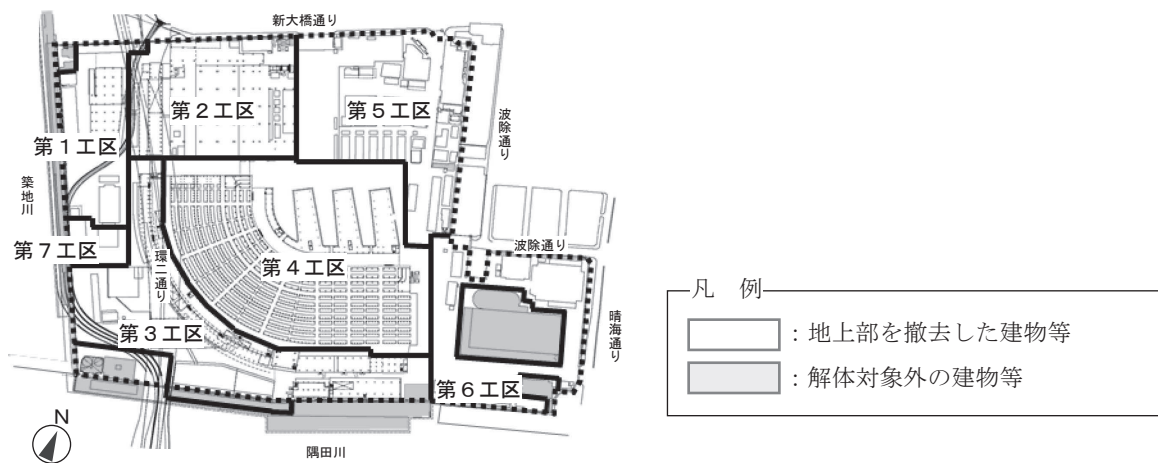 新大橋通り
第2工区
第5工区
波除通り
第1工区
築地川
波除通り
第7工区
環二通り
第4工区
晴海通り
第3工区
第6工区
N
隅田川
凡 例
：地上部を撤去した建物等
：解体対象外の建物等